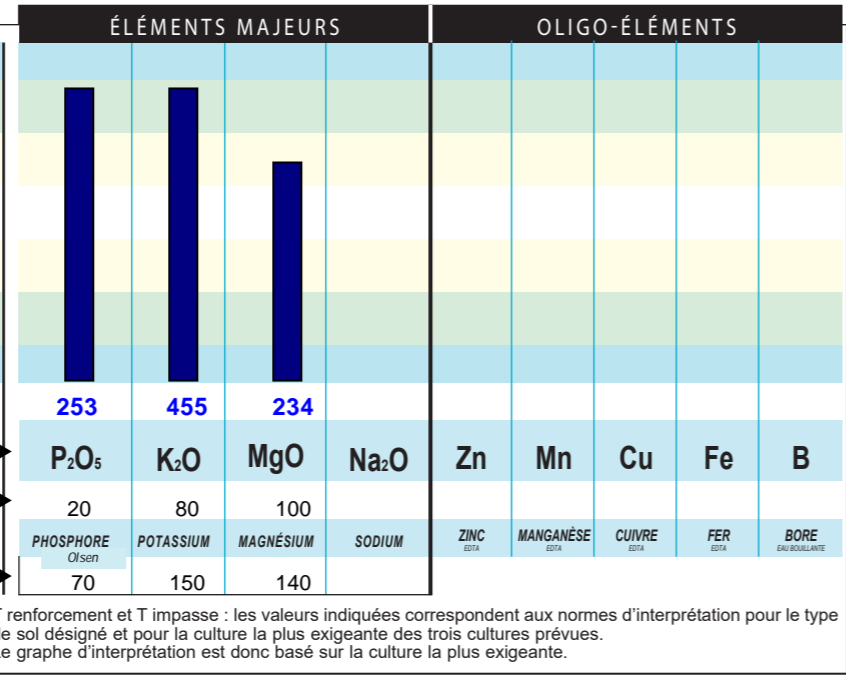 ÉLÉMENTS MAJEURS OLIGO-ÉLÉMENTS
253 455 234
P₂O₅ K₂O MgO Na₂O Zn Mn Cu Fe B
20 80 100
PHOSPHORE POTASSIUM MAGNÉSIUM SODIUM ZINC MANGANÈSE CUIVRE FER BORE
Olsen EDTA EDTA EDTA EDTA EAU BOUILLANTE
70 150 140
T renforcement et T impasse : les valeurs indiquées correspondent aux normes d'interprétation pour le type
de sol désigné et pour la culture la plus exigeante des trois cultures prévues.
Le graphe d'interprétation est donc basé sur la culture la plus exigeante.